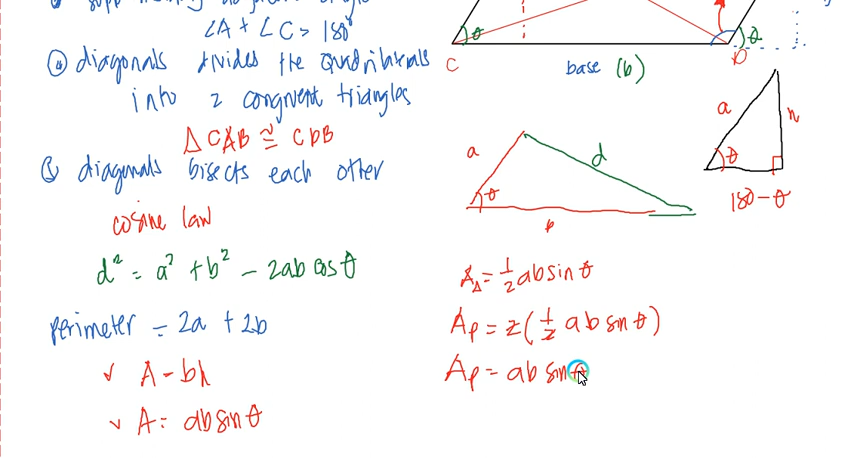 ∠A + ∠C = 180°
④ diagonals divides the quadrilaterals
into 2 congruent triangles
△CAB ≅ CDB
⑤ diagonals bisects each other
cosine law
d² = a² + b² - 2ab cos θ
perimeter = 2a + 2b
✓ A = bh
✓ A = ab sin θ
θ
θ
C
D
base (b)
a
d
θ
a
h
θ
180 - θ
A△ = 1/2 ab sin θ
Ap = 2(1/2 ab sin θ)
Ap = ab sin θ